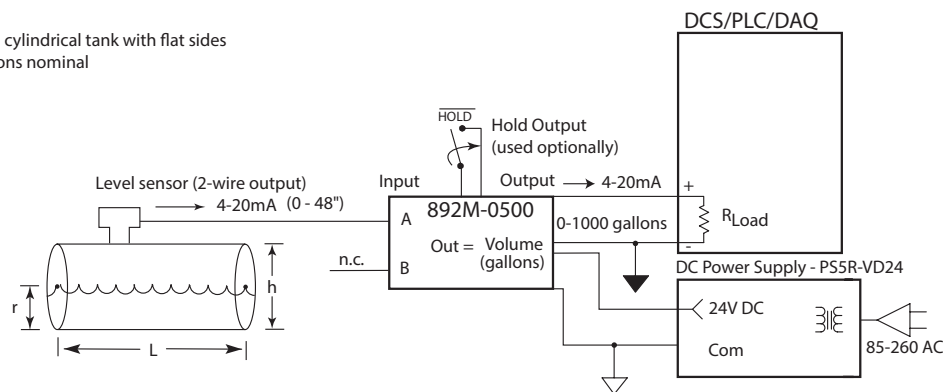 cylindrical tank with flat sides
ons nominal
DCS/PLC/DAQ
HOLD
Hold Output
(used optionally)
Level sensor (2-wire output)
4-20mA (0 - 48")
Input
Output
4-20mA
+
892M-0500
A
0-1000 gallons
RLoad
Out = Volume
(gallons)
-
n.c.
B
DC Power Supply - PS5R-VD24
h
r
24V DC
L
Com
85-260 AC